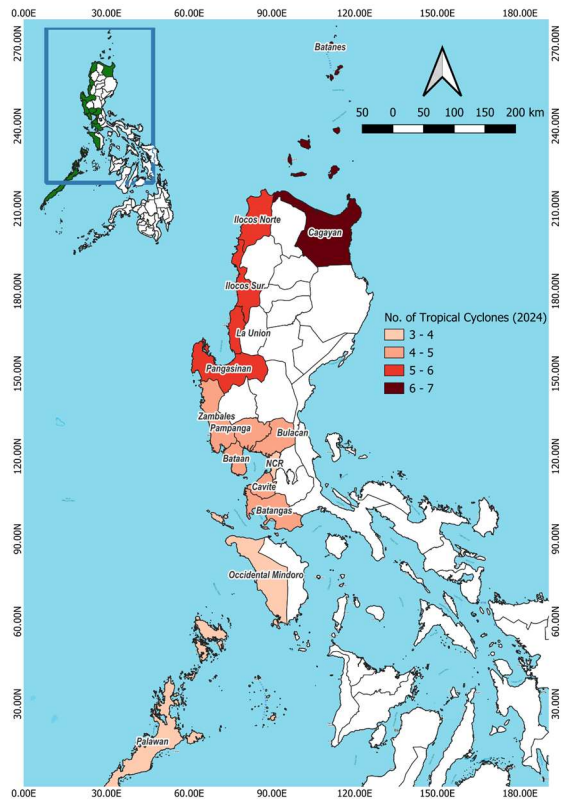 0.00E 30.00E 60.00E 90.00E 120.00E 150.00E 180.00E
270.00N 270.00N
Batanes
50 0 50 100 150 200 km
240.00N 240.00N
210.00N 210.00N
Ilocos Norte
Cagayan
180.00N 180.00N
Ilocos Sur
No. of Tropical Cyclones (2024)
3 - 4
La Union
4 - 5
5 - 6
150.00N 150.00N
Pangasinan
6 - 7
Zambales
120.00N 120.00N
Pampanga
Bulacan
Bataan
NCR
Cavite
Batangas
90.00N 90.00N
Occidental Mindoro
60.00N 60.00N
30.00N 30.00N
Palawan
0.00E 30.00E 60.00E 90.00E 120.00E 150.00E 180.00E